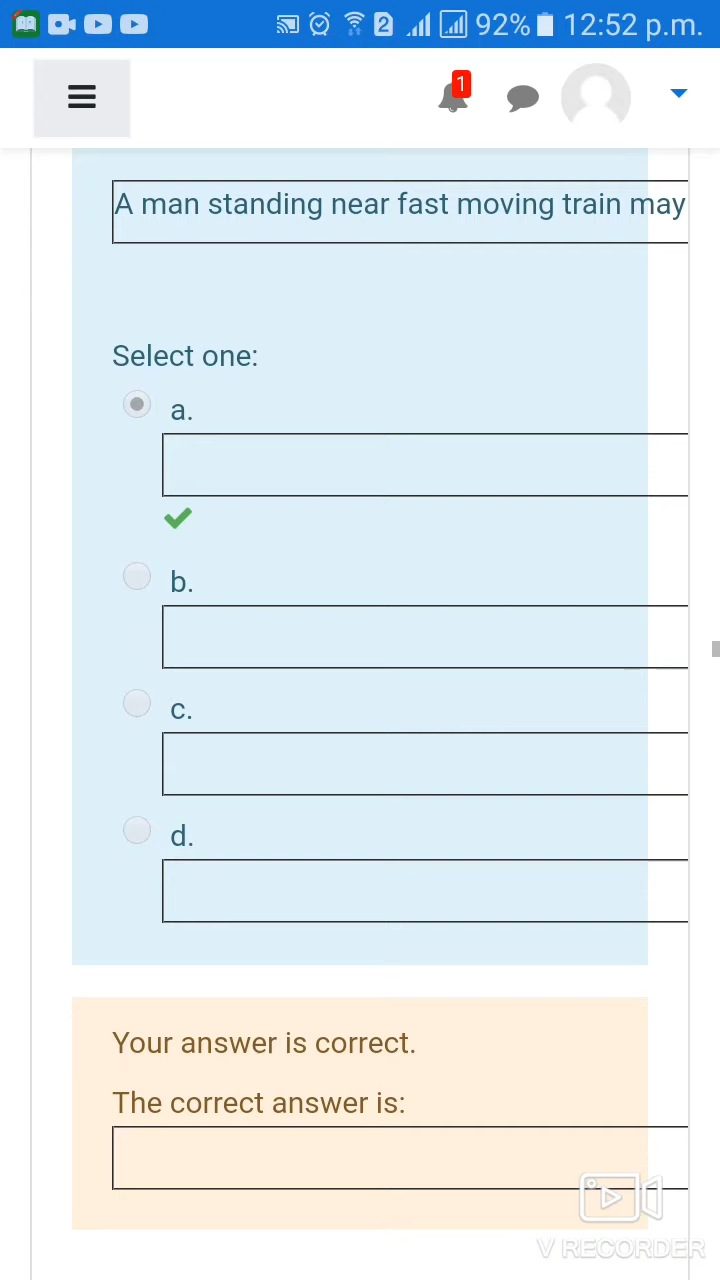 2 92% 12:52 p.m.
1
A man standing near fast moving train may
Select one:
a.
b.
c.
d.
Your answer is correct.
The correct answer is:
V RECORDER